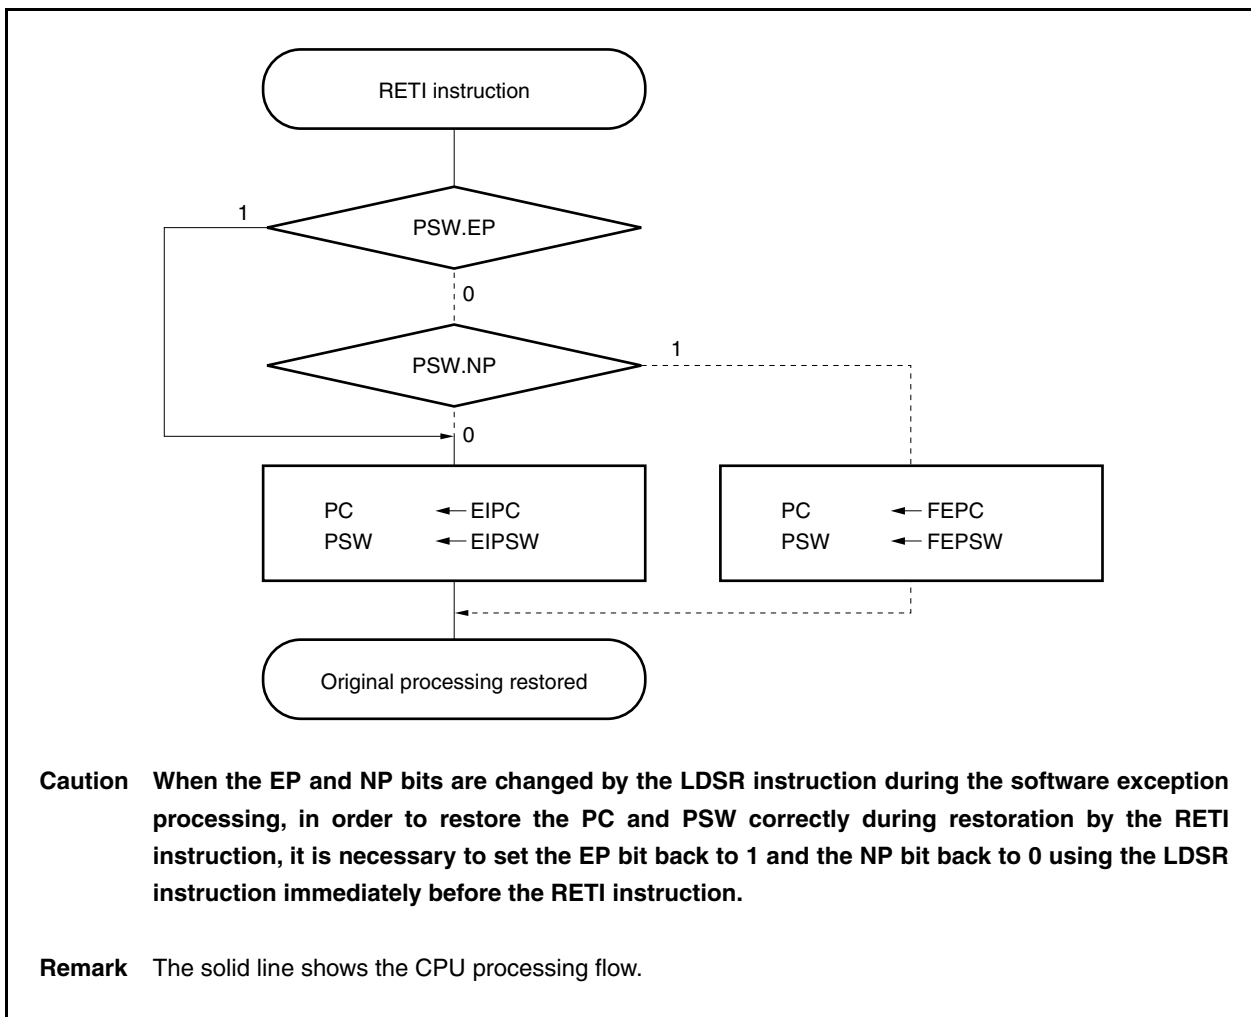 RETI instruction
1
PSW.EP
0
1
PSW.NP
0
PC ← EIPC
PSW ← EIPSW
PC ← FEPC
PSW ← FEPSW
Original processing restored
Caution When the EP and NP bits are changed by the LDSR instruction during the software exception
processing, in order to restore the PC and PSW correctly during restoration by the RETI
instruction, it is necessary to set the EP bit back to 1 and the NP bit back to 0 using the LDSR
instruction immediately before the RETI instruction.
Remark The solid line shows the CPU processing flow.